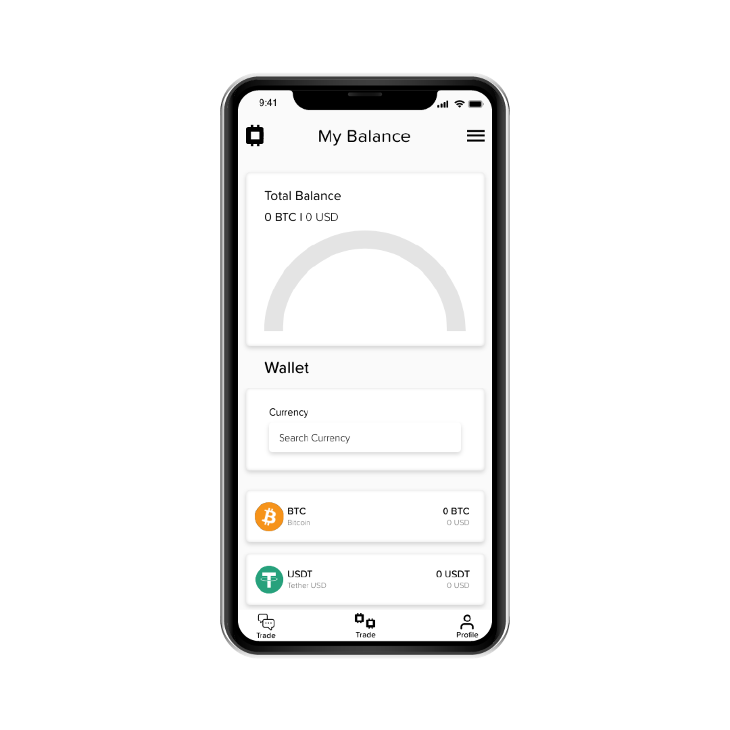 9:41
My Balance
Total Balance
0 BTC | 0 USD
Wallet
Currency
Search Currency
BTC
0 BTC
Bitcoin
0 USD
USDT
0 USDT
Tether USD
0 USD
Trade
Trade
Profile